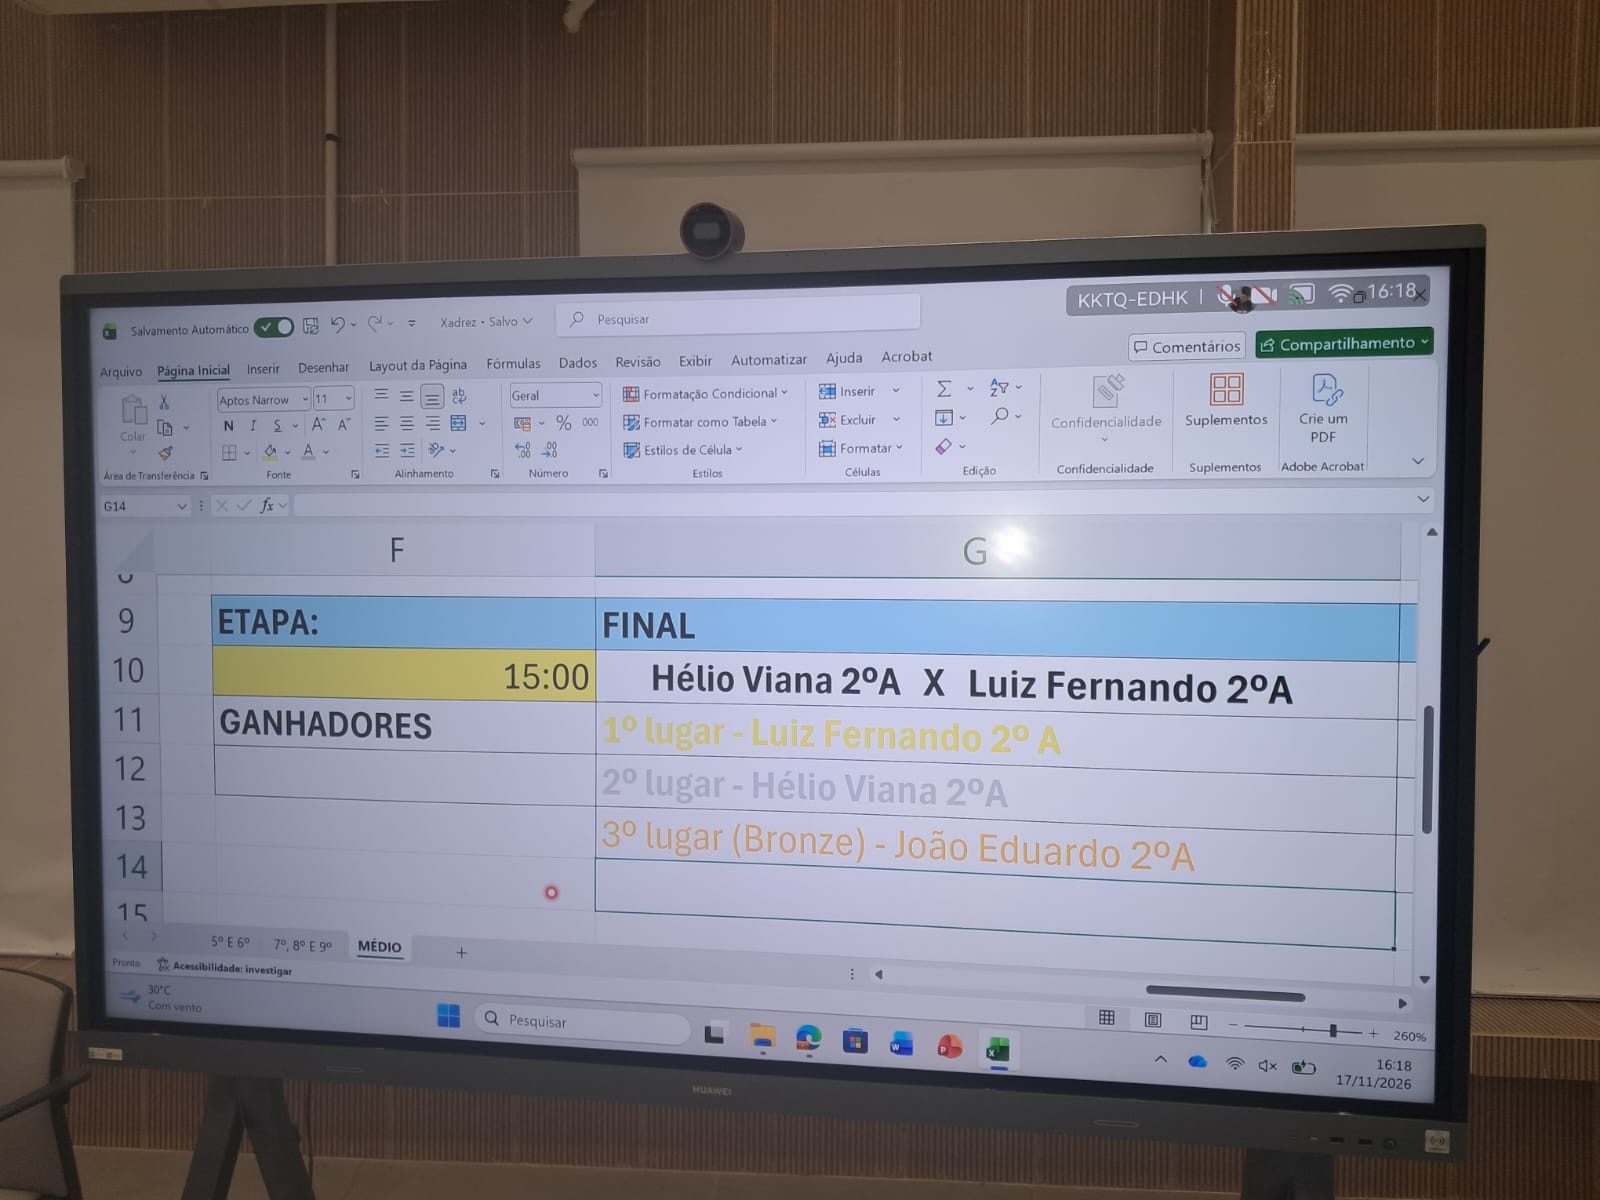 KKTQ-EDHK | 16:18
Salvamento Automático
Xadrez • Salvo
Pesquisar
Comentários
Compartilhamento
Arquivo Página Inicial Inserir Desenhar Layout da Página Fórmulas Dados Revisão Exibir Automatizar Ajuda Acrobat
Colar
Área de Transferência
Aptos Narrow 11
N I S A A
A
Fonte
ab
Alinhamento
Geral
% 000
Número
Formatação Condicional
Formatar como Tabela
Estilos de Célula
Estilos
Inserir
Excluir
Formatar
Células
Edição
Confidencialidade
Confidencialidade
Suplementos
Suplementos
Crie um
PDF
Adobe Acrobat
G14 fx
F G
9 ETAPA: FINAL
10 15:00 Hélio Viana 2ºA X Luiz Fernando 2ºA
11 GANHADORES 1º lugar - Luiz Fernando 2º A
12 2º lugar - Hélio Viana 2ºA
13 3º lugar (Bronze) - João Eduardo 2ºA
14
15
5º E 6º 7º, 8º E 9º MÉDIO +
Pronto Acessibilidade: investigar
260%
30°C
Com vento
Pesquisar
16:18
17/11/2026
HUAWEI